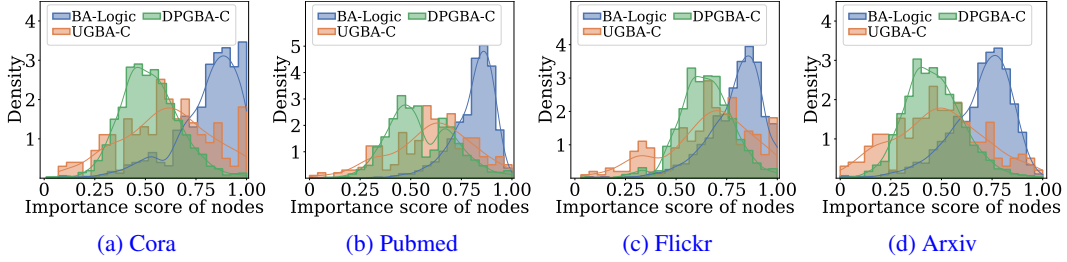 BA-Logic DPGBA-C
UGBA-C
Density
4
3
2
1
0 0.25 0.50 0.75 1.00
Importance score of nodes
(a) Cora
BA-Logic DPGBA-C
UGBA-C
Density
5
4
3
2
1
0 0.25 0.50 0.75 1.00
Importance score of nodes
(b) Pubmed
BA-Logic DPGBA-C
UGBA-C
Density
4
3
2
1
0 0.25 0.50 0.75 1.00
Importance score of nodes
(c) Flickr
BA-Logic DPGBA-C
UGBA-C
Density
4
3
2
1
0 0.25 0.50 0.75 1.00
Importance score of nodes
(d) Arxiv